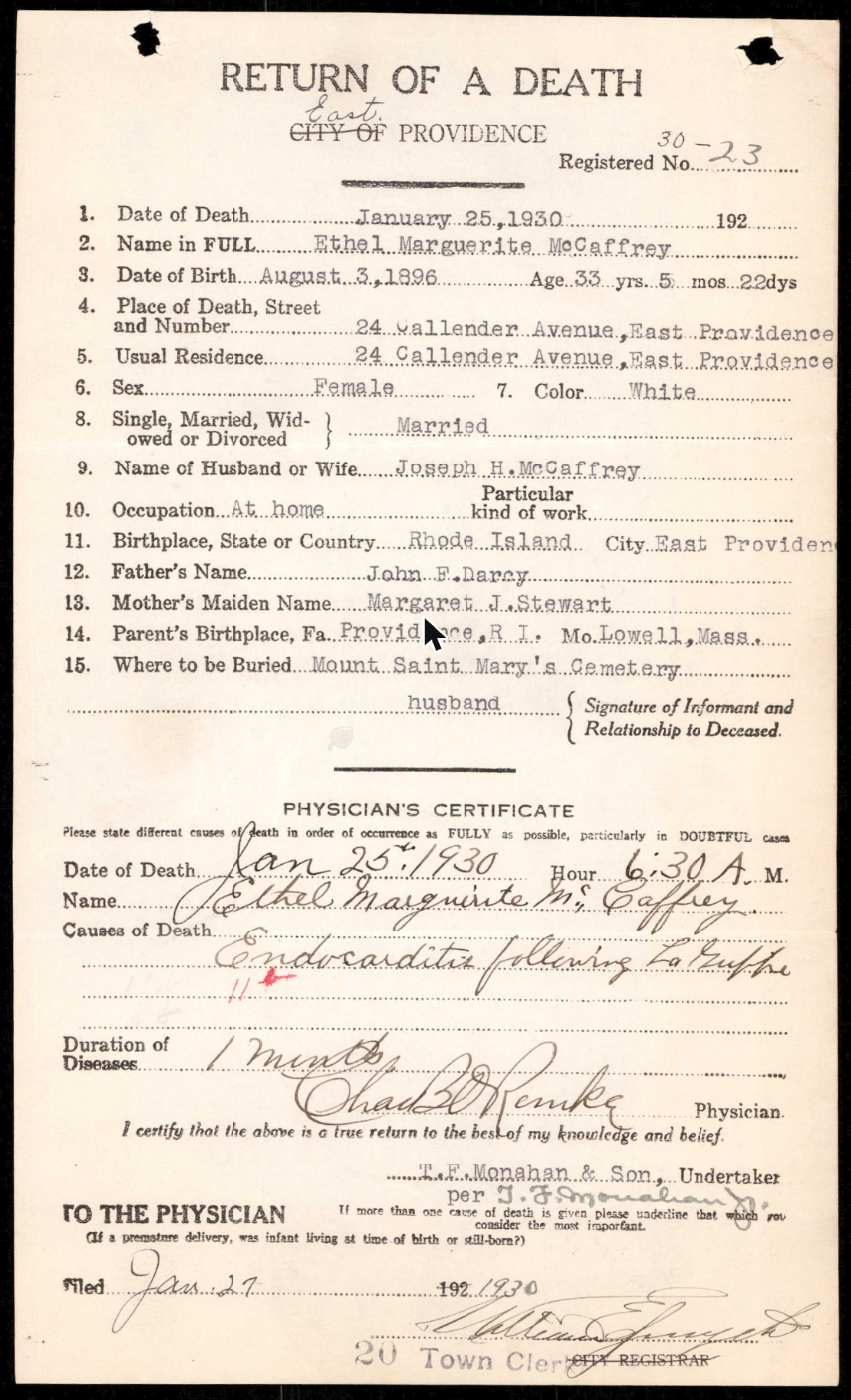 RETURN OF A DEATH
East.
CITY OF PROVIDENCE
30-23
Registered No.
1. Date of Death January 25,1930 192
2. Name in FULL Ethel Marguerite McCaffrey
3. Date of Birth August 3,1896 Age 33 yrs. 5 mos 22dys
4. Place of Death, Street
and Number 24 Callender Avenue,East Providence
5. Usual Residence 24 Callender Avenue,East Providence
6. Sex Female 7. Color White
8. Single, Married, Wid-
owed or Divorced } Married
9. Name of Husband or Wife Joseph H.McCaffrey
10. Occupation At home Particular
kind of work
11. Birthplace, State or Country Rhode Island City East Providen
12. Father's Name John F.Darcy
13. Mother's Maiden Name Margaret J.Stewart
14. Parent's Birthplace, Fa. Providence,R I. Mo. Lowell,Mass.
15. Where to be Buried Mount Saint Mary's Cemetery
husband { Signature of Informant and
Relationship to Deceased.
PHYSICIAN'S CERTIFICATE
Please state different causes of death in order of occurrence as FULLY as possible, particularly in DOUBTFUL cases
Date of Death Jan 25th. 1930 Hour 6:30 A. M.
Name Ethel Marguirite Mc, Caffrey
Causes of Death
Endocarditis following La Grippe
Duration of
Diseases 1 month
Physician.
I certify that the above is a true return to the best of my knowledge and belief.
T.F.Monahan & Son, Undertaker
per T. F. Monahan Jr.
TO THE PHYSICIAN If more than one cause of death is given please underline that which you
consider the most important.
(If a premature delivery, was infant living at time of birth or still-born?)
Filed Jan. 27 192 1930
William E Smyth
20 Town Clerk CITY REGISTRAR